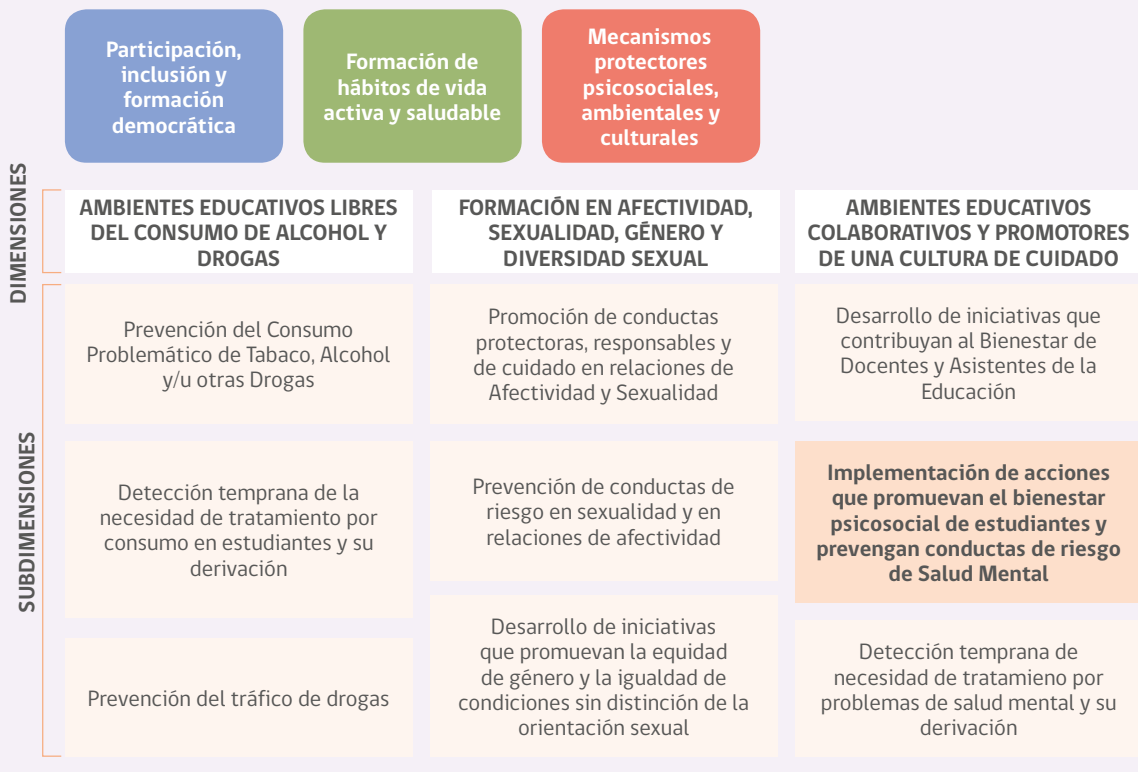 Participación,
inclusión y
formación
democrática
Formación de
hábitos de vida
activa y saludable
Mecanismos
protectores
psicosociales,
ambientales y
culturales
DIMENSIONES
AMBIENTES EDUCATIVOS LIBRES
DEL CONSUMO DE ALCOHOL Y
DROGAS
FORMACIÓN EN AFECTIVIDAD,
SEXUALIDAD, GÉNERO Y
DIVERSIDAD SEXUAL
AMBIENTES EDUCATIVOS
COLABORATIVOS Y PROMOTORES
DE UNA CULTURA DE CUIDADO
SUBDIMENSIONES
Prevención del Consumo
Problemático de Tabaco, Alcohol
y/u otras Drogas
Promoción de conductas
protectoras, responsables y
de cuidado en relaciones de
Afectividad y Sexualidad
Desarrollo de iniciativas que
contribuyan al Bienestar de
Docentes y Asistentes de la
Educación
Detección temprana de la
necesidad de tratamiento por
consumo en estudiantes y su
derivación
Prevención de conductas de
riesgo en sexualidad y en
relaciones de afectividad
Implementación de acciones
que promuevan el bienestar
psicosocial de estudiantes y
prevengan conductas de riesgo
de Salud Mental
Prevención del tráfico de drogas
Desarrollo de iniciativas
que promuevan la equidad
de género y la igualdad de
condiciones sin distinción de la
orientación sexual
Detección temprana de
necesidad de tratamieno por
problemas de salud mental y su
derivación